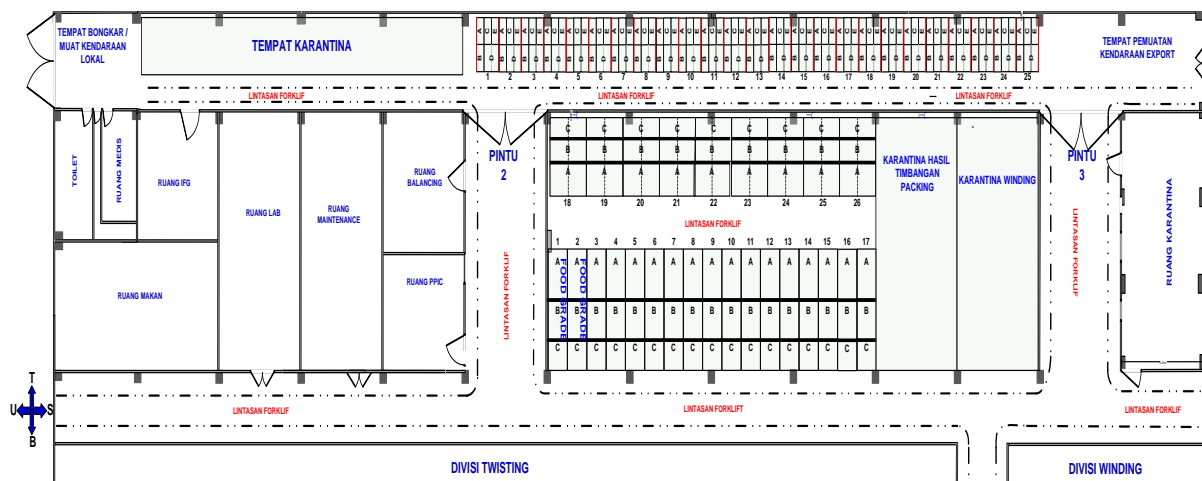 TEMPAT BONGKAR /
MUAT KENDARAAN
LOKAL
TEMPAT KARANTINA
A C E A C E A C E A C E A C E A C E A C E A C E A C E A C E A C E A C E A C E A C E A C E A C E A C E A C E A C E A C E A C E A C E A C E A C E A C E
B D B D B D B D B D B D B D B D B D B D B D B D B D B D B D B D B D B D B D B D B D B D B D B D B D
1 2 3 4 5 6 7 8 9 10 11 12 13 14 15 16 17 18 19 20 21 22 23 24 25
TEMPAT PEMUATAN
KENDARAAN EXPORT
LINTASAN FORKLIF
LINTASAN FORKLIF
LINTASAN FORKLIF
TOILET
RUANG MEDIS
RUANG IFG
RUANG LAB
RUANG
MAINTENANCE
RUANG
BALANCING
RUANG PPIC
RUANG MAKAN
PINTU
2
LINTASAN FORKLIF
C C C C C C C C C
B B B B B B B B B
A A A A A A A A A
18 19 20 21 22 23 24 25 26
LINTASAN FORKLIF
1 2 3 4 5 6 7 8 9 10 11 12 13 14 15 16 17
A A A A A A A A A A A A A A A A A
FOOD GRADE
FOOD GRADE
B B B B B B B B B B B B B B B B B
C C C C C C C C C C C C C C C C C
KARANTINA HASIL
TIMBANGAN
PACKING
KARANTINA WINDING
PINTU
3
LINTASAN FORKLIF
RUANG KARANTINA
T
U S
B
LINTASAN FORKLIF
LINTASAN FORKLIFT
LINTASAN FORKLIF
DIVISI TWISTING
DIVISI WINDING